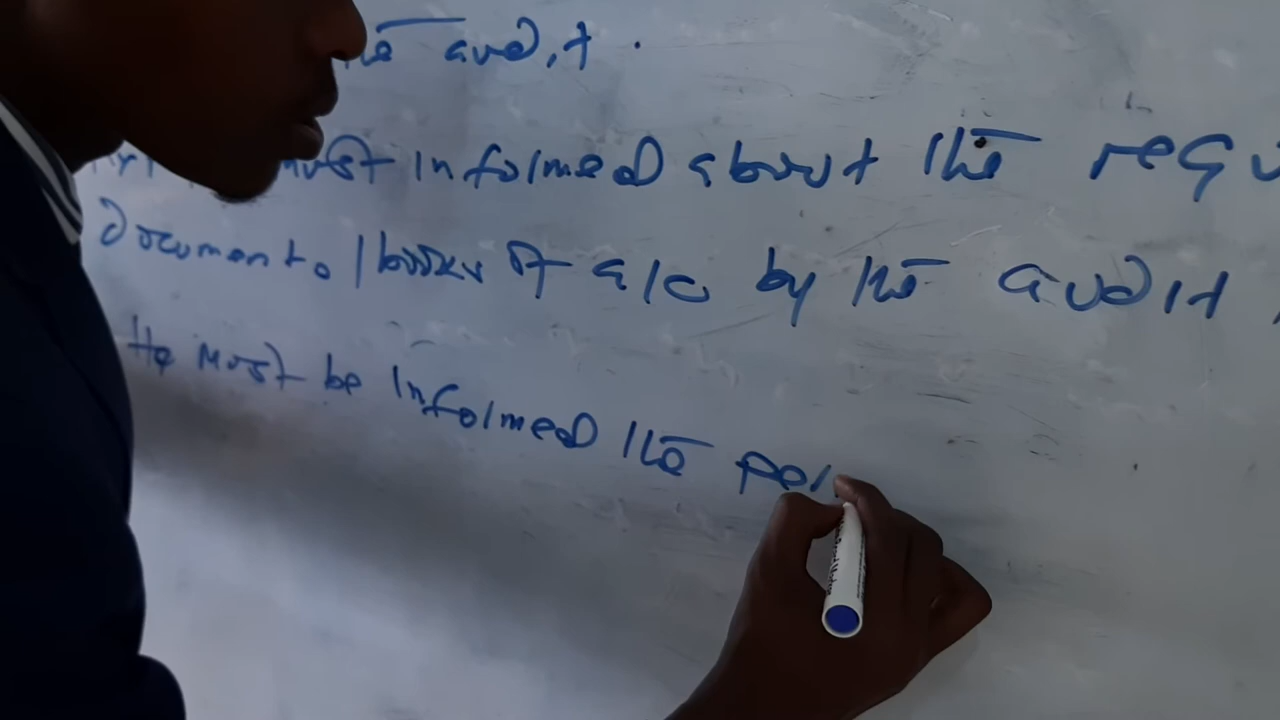 the audit.
must informed about the requ
Documents / books of a/c by the audit
He must be informed the per